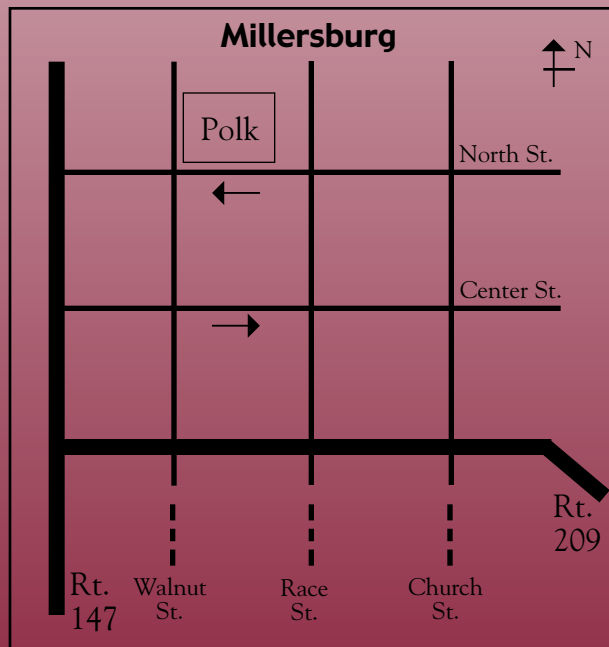 Millersburg
N
Polk
North St.
Center St.
Rt.
209
Rt.
147
Walnut
St.
Race
St.
Church
St.